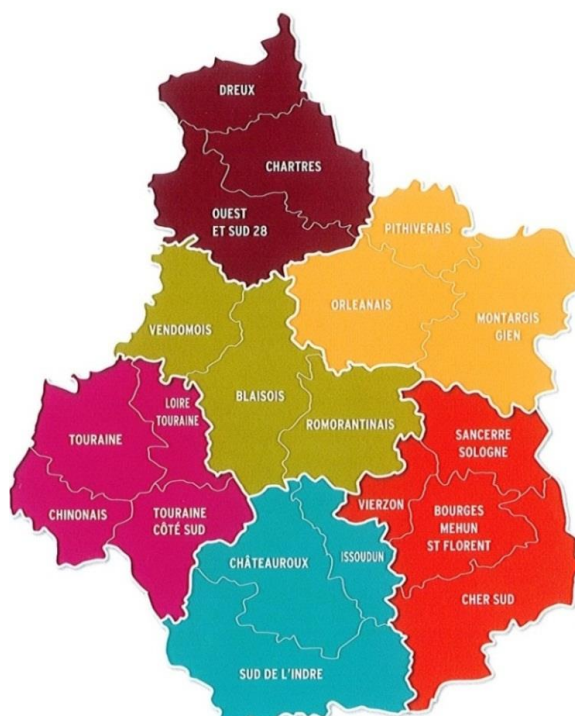 DREUX
CHARTRES
OUEST
ET SUD 28
PITHIVERAIS
ORLEANAIS
MONTARGIS
GIEN
VENDOMOIS
BLAISOIS
ROMORANTINAIS
LOIRE
TOURAINE
TOURAINE
CHINONAIS
TOURAINE
CÔTÉ SUD
SANCERRE
SOLOGNE
VIERZON
BOURGES
MEHUN
ST FLORENT
CHER SUD
CHÂTEAUROUX
ISSOUDUN
SUD DE L'INDRE